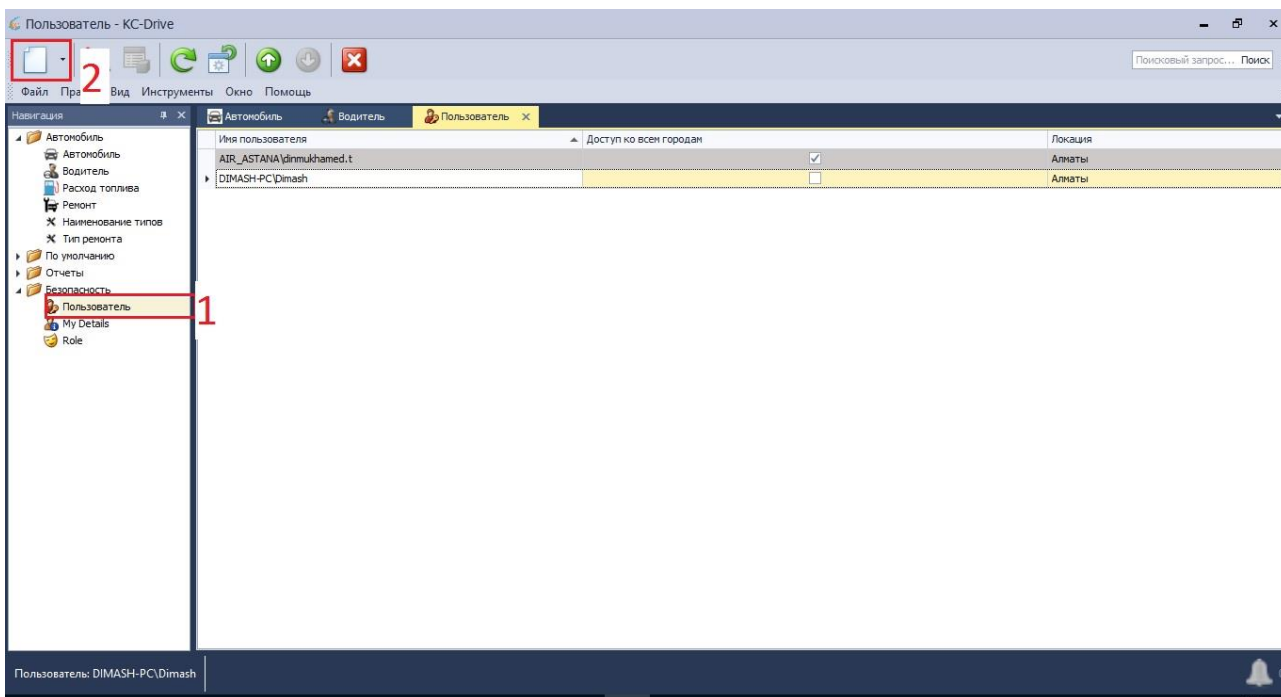 Пользователь - KC-Drive
2
Поисковый запрос... Поиск
Файл Пра Вид Инструменты Окно Помощь
Навигация
Автомобиль Водитель Пользователь
Автомобиль
Автомобиль
Водитель
Расход топлива
Ремонт
Наименование типов
Тип ремонта
По умолчанию
Отчеты
Безопасность
Пользователь
1
My Details
Role
Имя пользователя Доступ ко всем городам Локация
AIR_ASTANA\dinmukhamed.t Алматы
DIMASH-PC\Dimash Алматы
Пользователь: DIMASH-PC\Dimash